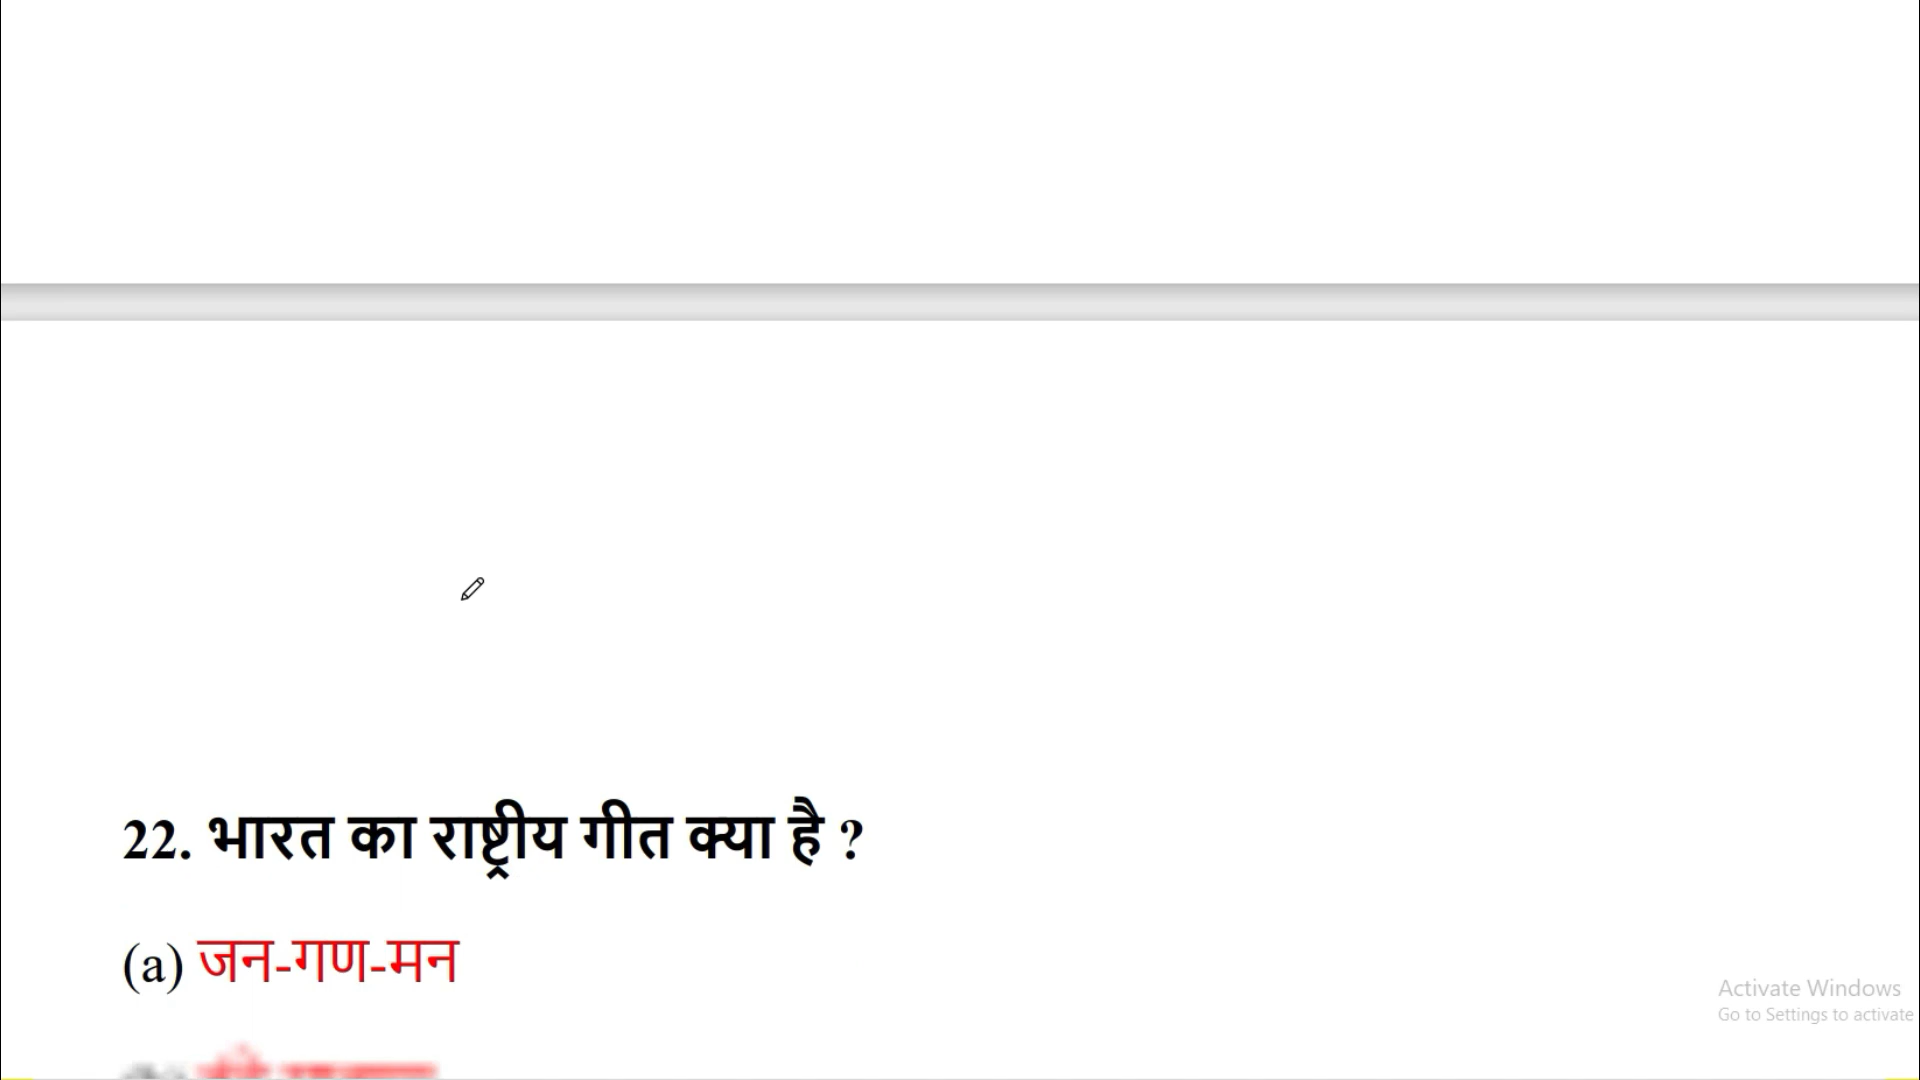 22. भारत का राष्ट्रीय गीत क्या है ?
(a) जन-गण-मन
Activate Windows
Go to Settings to activate